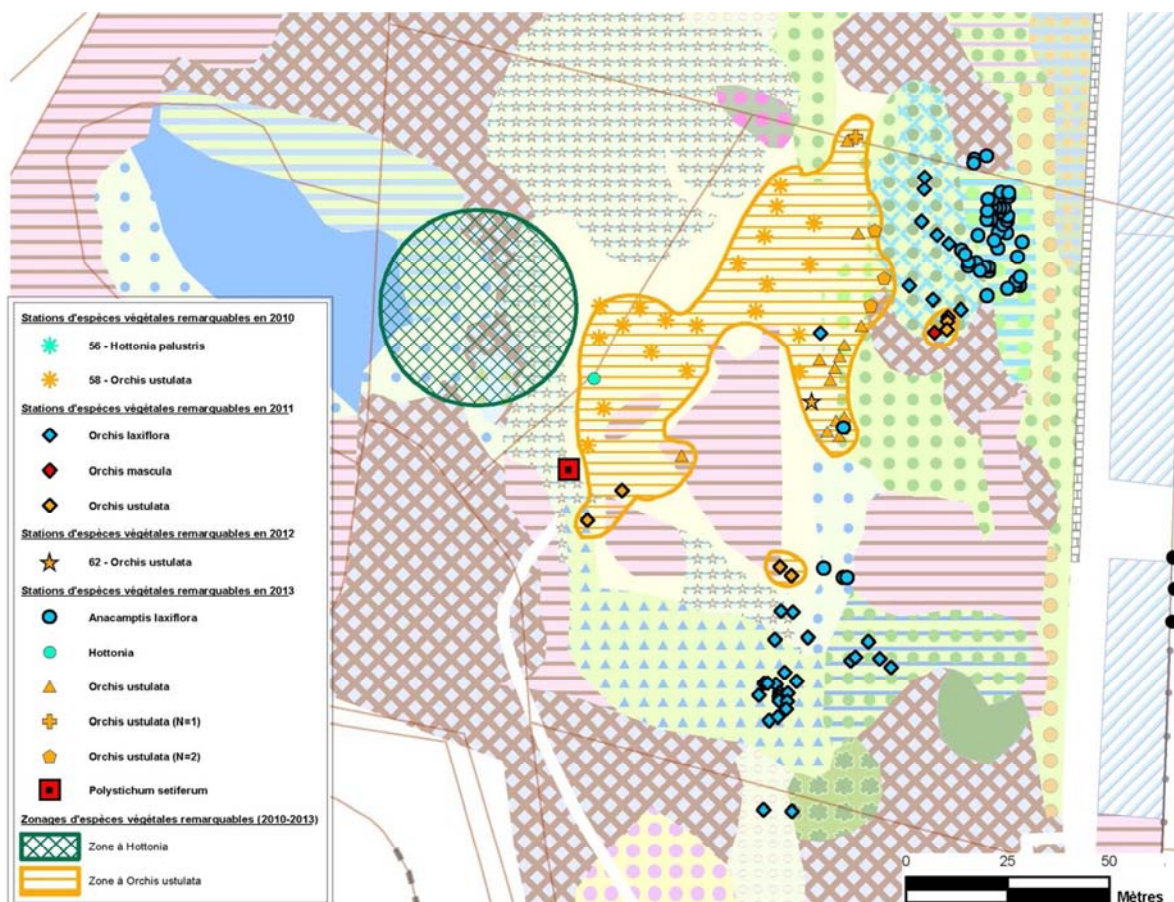 Stations d'espèces végétales remarquables en 2010
56 - Hottonia palustris
58 - Orchis ustulata
Stations d'espèces végétales remarquables en 2011
Orchis laxiflora
Orchis mascula
Orchis ustulata
Stations d'espèces végétales remarquables en 2012
62 - Orchis ustulata
Stations d'espèces végétales remarquables en 2013
Anacamptis laxiflora
Hottonia
Orchis ustulata
Orchis ustulata (N=1)
Orchis ustulata (N=2)
Polystichum setiferum
Zonages d'espèces végétales remarquables (2010-2013)
Zone à Hottonia
Zone à Orchis ustulata
0 25 50
Mètres